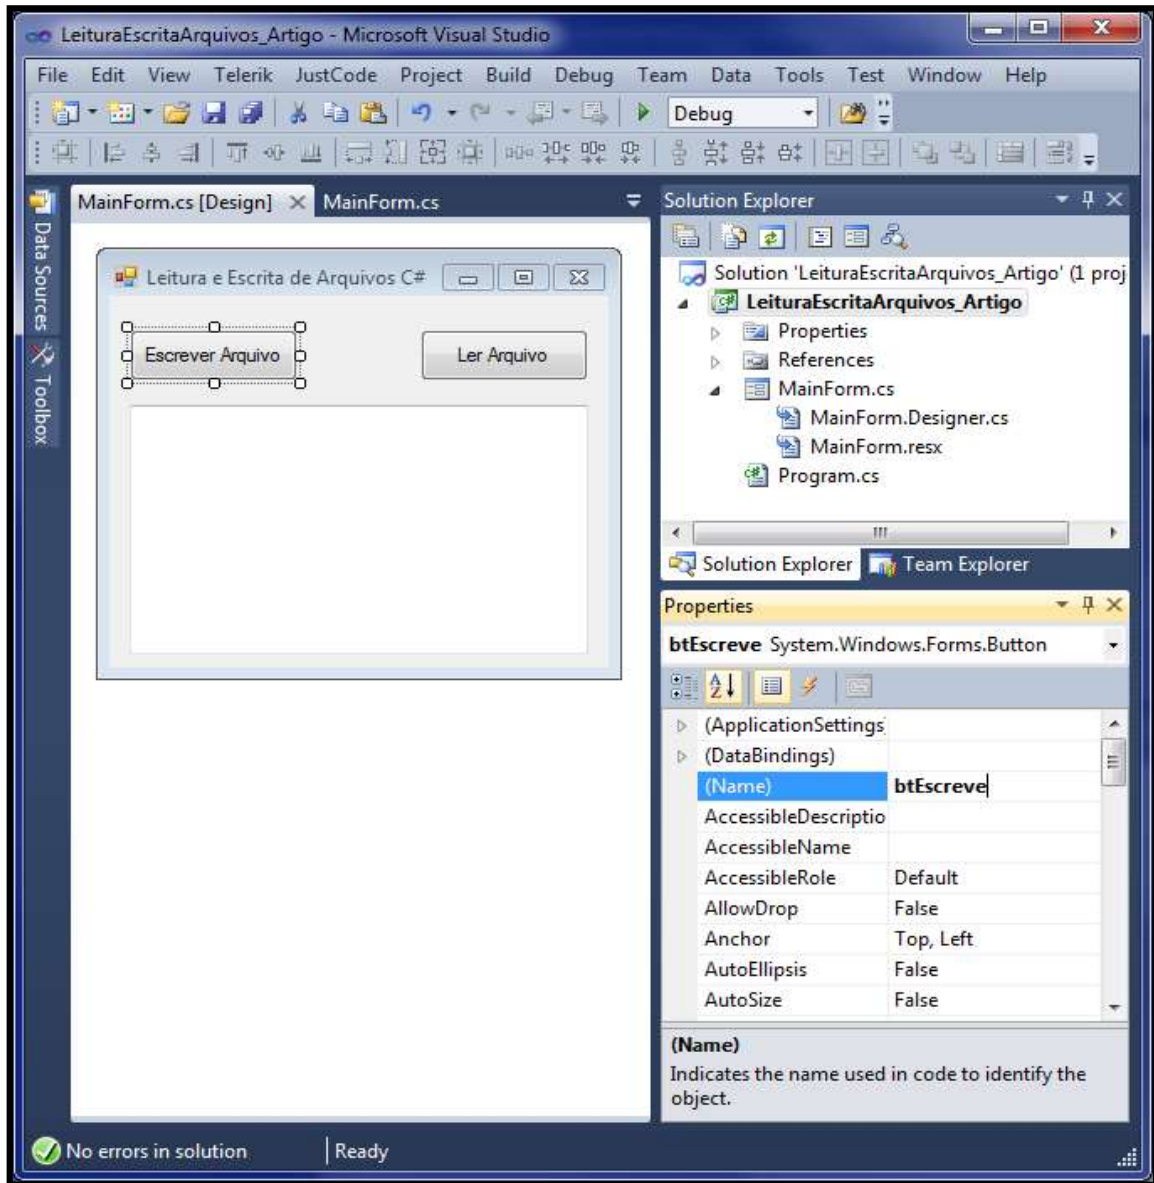 LeituraEscritaArquivos_Artigo - Microsoft Visual Studio
File Edit View Telerik JustCode Project Build Debug Team Data Tools Test Window Help
Debug
Data Sources
Toolbox
MainForm.cs [Design] MainForm.cs
Leitura e Escrita de Arquivos C#
Escrever Arquivo Ler Arquivo
Solution Explorer
Solution 'LeituraEscritaArquivos_Artigo' (1 proj
LeituraEscritaArquivos_Artigo
Properties
References
MainForm.cs
MainForm.Designer.cs
MainForm.resx
Program.cs
Solution Explorer Team Explorer
Properties
btEscreve System.Windows.Forms.Button
(ApplicationSettings
(DataBindings)
(Name) btEscreve
AccessibleDescriptio
AccessibleName
AccessibleRole Default
AllowDrop False
Anchor Top, Left
AutoEllipsis False
AutoSize False
(Name)
Indicates the name used in code to identify the
object.
No errors in solution Ready